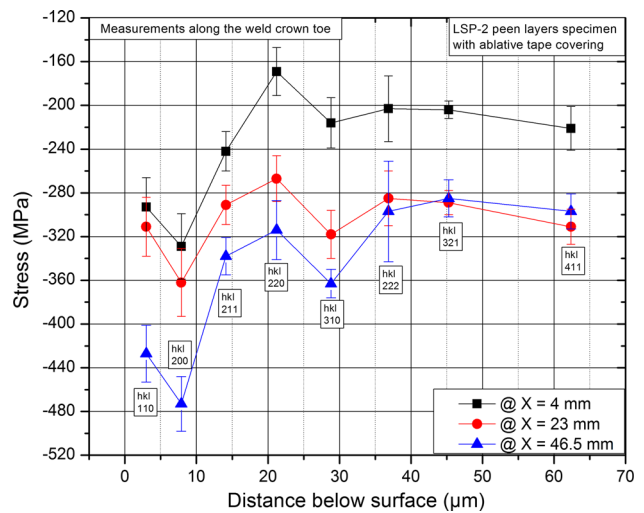 Measurements along the weld crown toe
LSP-2 peen layers specimen
with ablative tape covering
Stress (MPa)
-120
-160
-200
-240
-280
-320
-360
-400
-440
-480
-520
hkl
110
hkl
200
hkl
211
hkl
220
hkl
310
hkl
222
hkl
321
hkl
411
@ X = 4 mm
@ X = 23 mm
@ X = 46.5 mm
0
10
20
30
40
50
60
70
Distance below surface (µm)